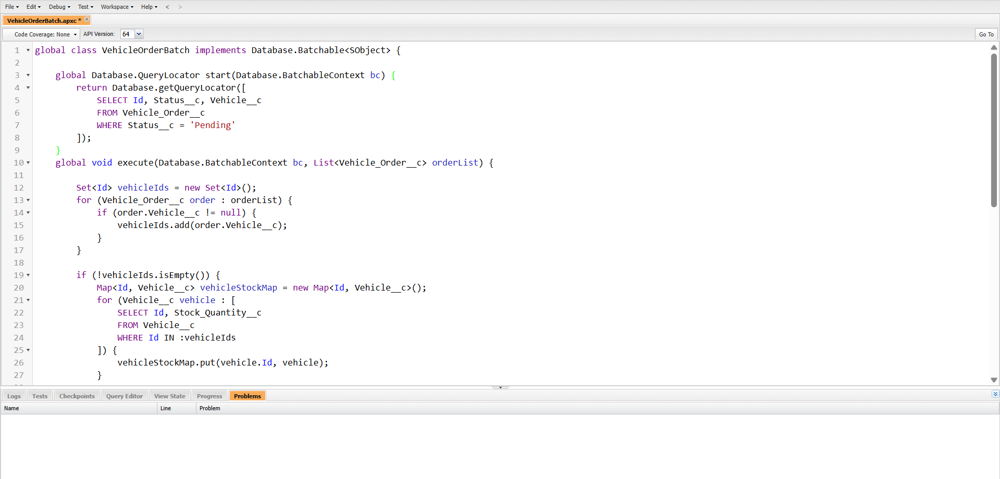 File Edit Debug Test Workspace Help < >
VehicleOrderBatch.apxc *
Code Coverage: None API Version: 64 Go To
1 global class VehicleOrderBatch implements Database.Batchable<SObject> {
2
3 global Database.QueryLocator start(Database.BatchableContext bc) {
4 return Database.getQueryLocator([
5 SELECT Id, Status__c, Vehicle__c
6 FROM Vehicle_Order__c
7 WHERE Status__c = 'Pending'
8 ]);
9 }
10 global void execute(Database.BatchableContext bc, List<Vehicle_Order__c> orderList) {
11
12 Set<Id> vehicleIds = new Set<Id>();
13 for (Vehicle_Order__c order : orderList) {
14 if (order.Vehicle__c != null) {
15 vehicleIds.add(order.Vehicle__c);
16 }
17 }
18
19 if (!vehicleIds.isEmpty()) {
20 Map<Id, Vehicle__c> vehicleStockMap = new Map<Id, Vehicle__c>();
21 for (Vehicle__c vehicle : [
22 SELECT Id, Stock_Quantity__c
23 FROM Vehicle__c
24 WHERE Id IN :vehicleIds
25 ]) {
26 vehicleStockMap.put(vehicle.Id, vehicle);
27 }
Logs Tests Checkpoints Query Editor View State Progress Problems
Name Line Problem